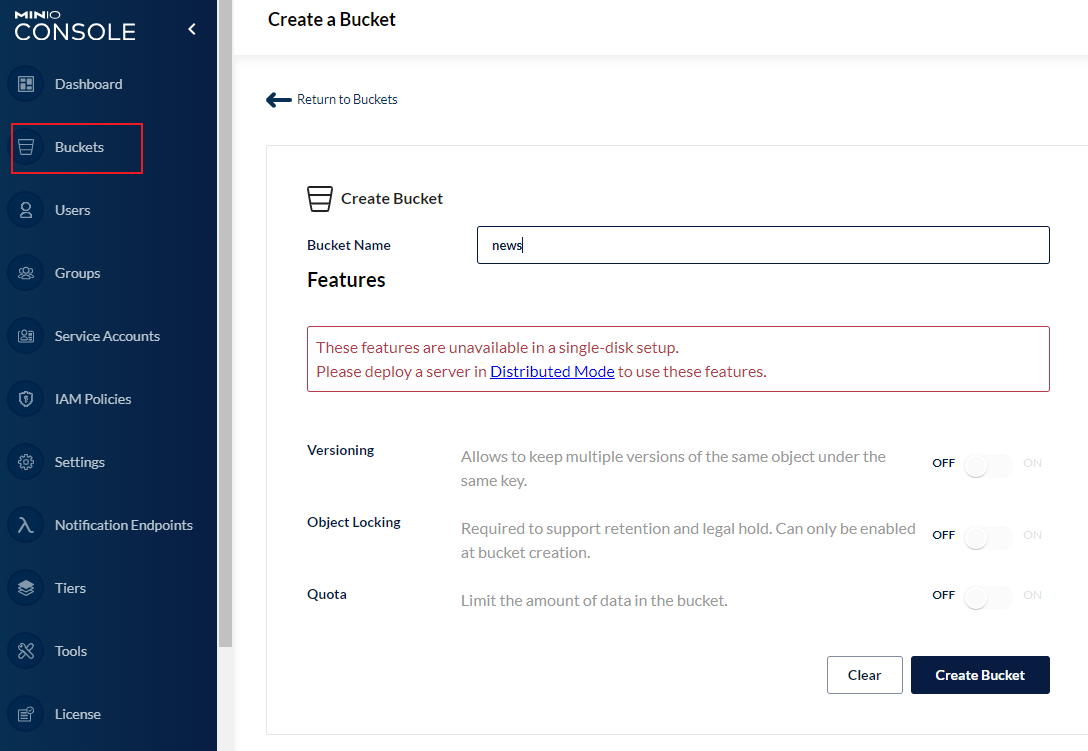 MINIO
CONSOLE
Dashboard
Buckets
Users
Groups
Service Accounts
IAM Policies
Settings
Notification Endpoints
Tiers
Tools
License
Create a Bucket
Return to Buckets
Create Bucket
Bucket Name
news
Features
These features are unavailable in a single-disk setup.
Please deploy a server in Distributed Mode to use these features.
Versioning
Allows to keep multiple versions of the same object under the
same key.
OFF ON
Object Locking
Required to support retention and legal hold. Can only be enabled
at bucket creation.
OFF ON
Quota
Limit the amount of data in the bucket.
OFF ON
Clear
Create Bucket